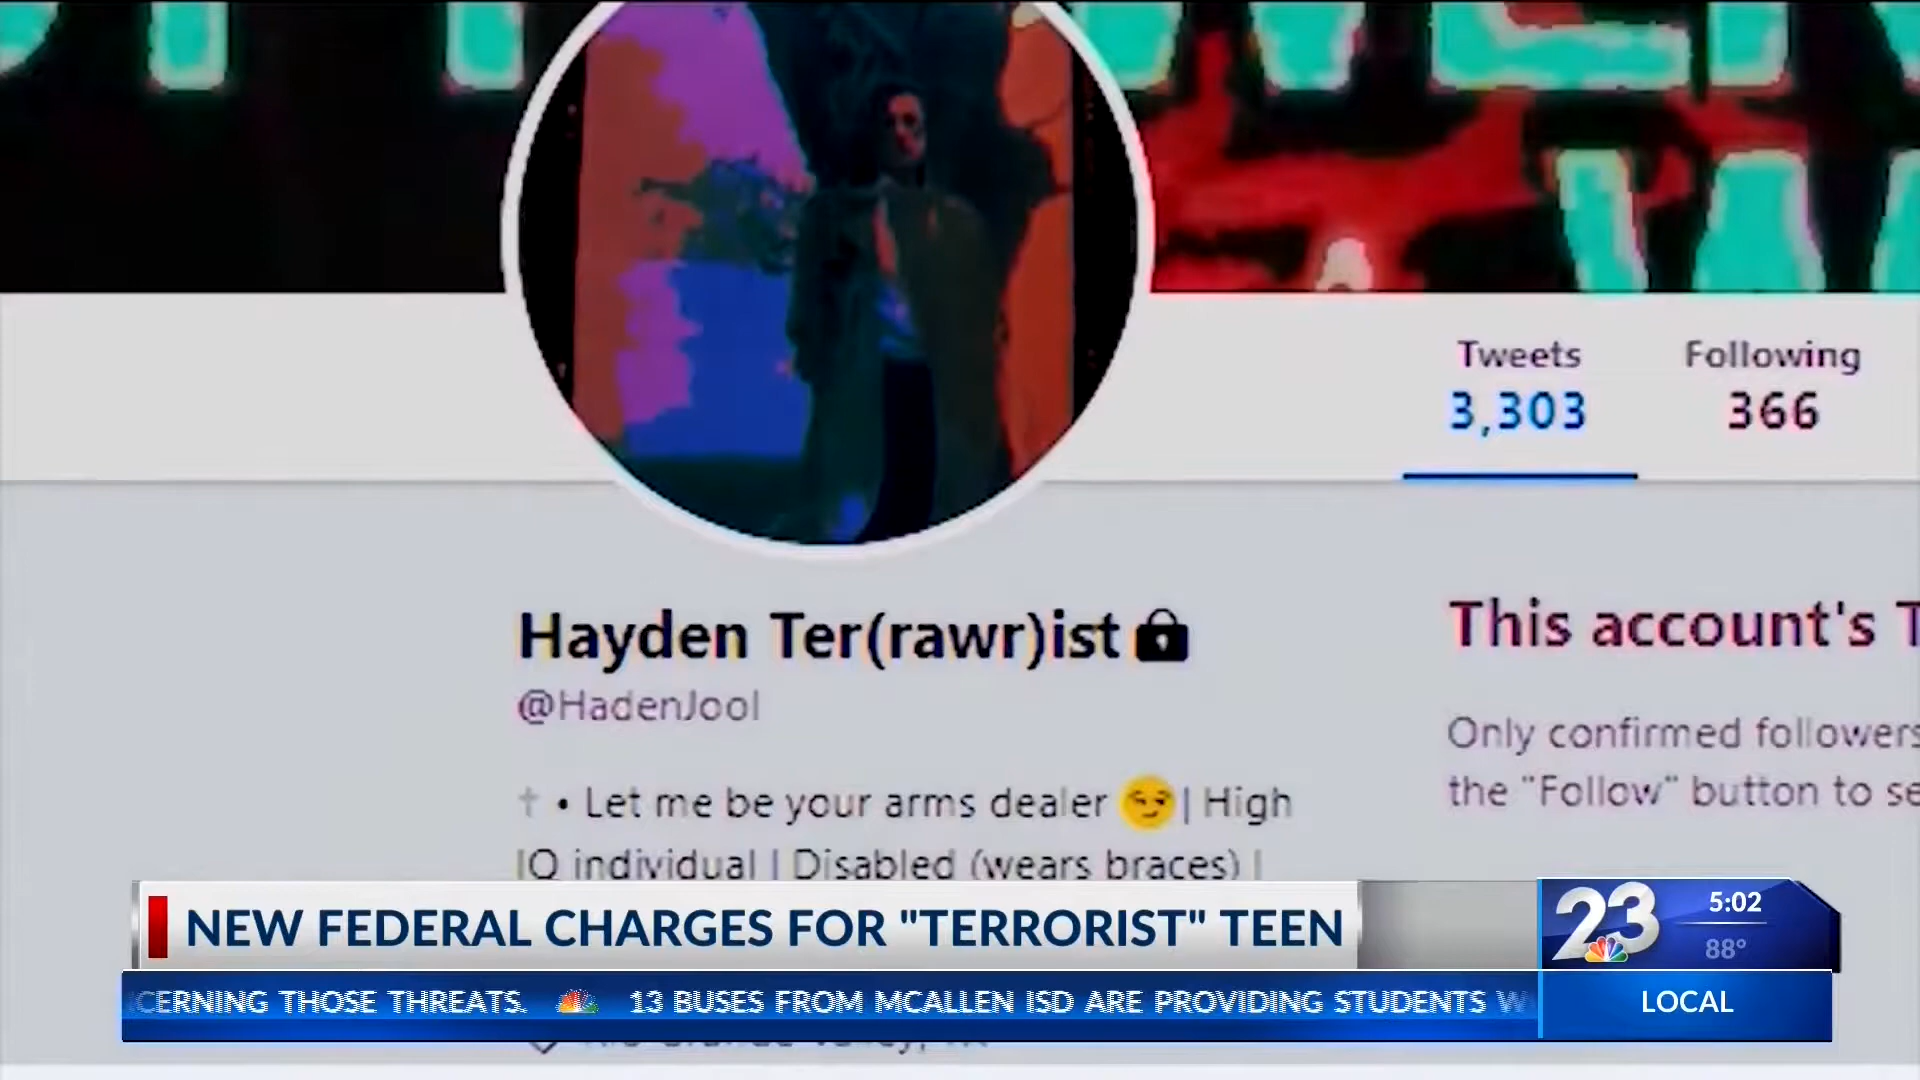 Tweets
3,303
Following
366
Hayden Ter(rawr)ist
@HadenJool
† • Let me be your arms dealer 😏 | High
IQ individual | Disabled (wears braces) |
This account's T
Only confirmed followers
the "Follow" button to se
NEW FEDERAL CHARGES FOR "TERRORIST" TEEN
23
5:02
88°
CERNING THOSE THREATS. 13 BUSES FROM MCALLEN ISD ARE PROVIDING STUDENTS
LOCAL